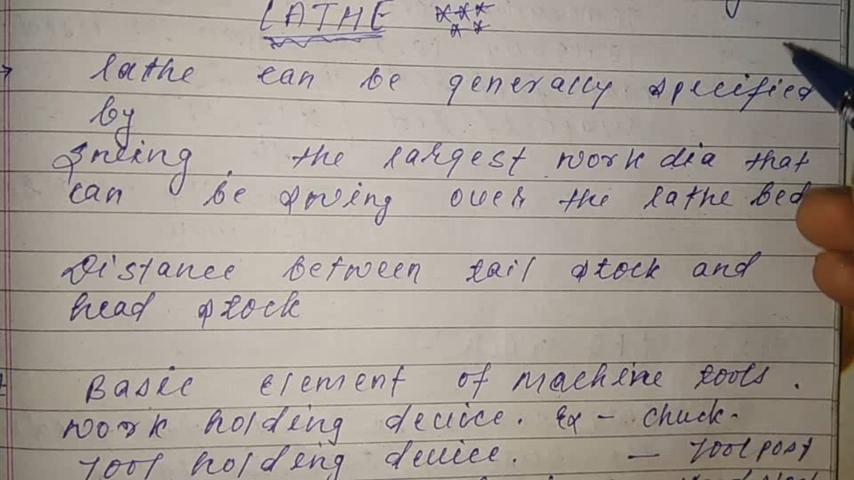 LATHE
lathe can be generally specified
by
Swing the largest work dia that
can be swing over the lathe bed
Distance between tail stock and
head stock
Basic element of machine tools.
work holding device. Ex - chuck.
Tool holding device. - Tool post